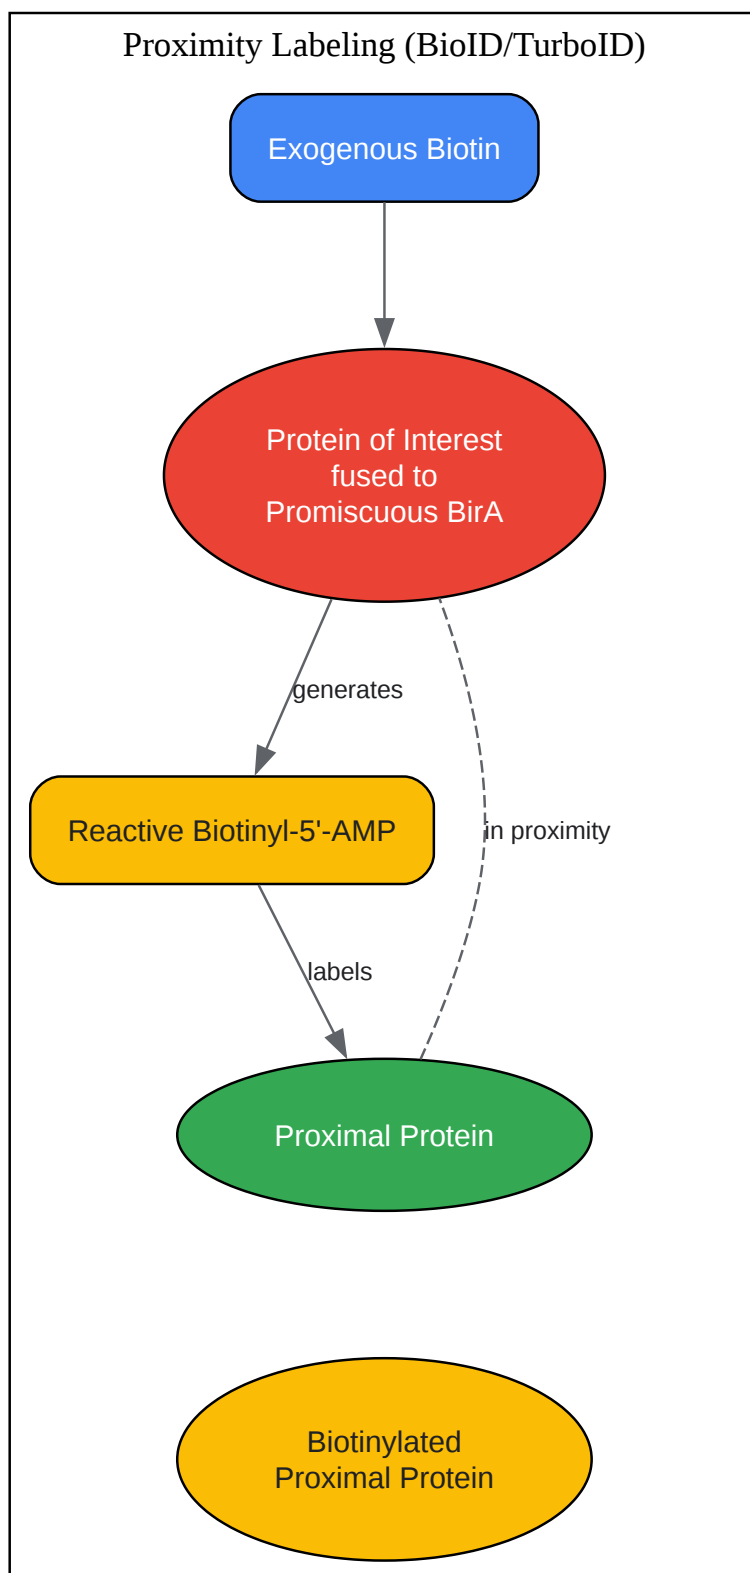 Proximity Labeling (BioID/TurboID)
Exogenous Biotin
Protein of Interest
fused to
Promiscuous BirA
generates
Reactive Biotinyl-5'-AMP
in proximity
labels
Proximal Protein
Biotinylated
Proximal Protein